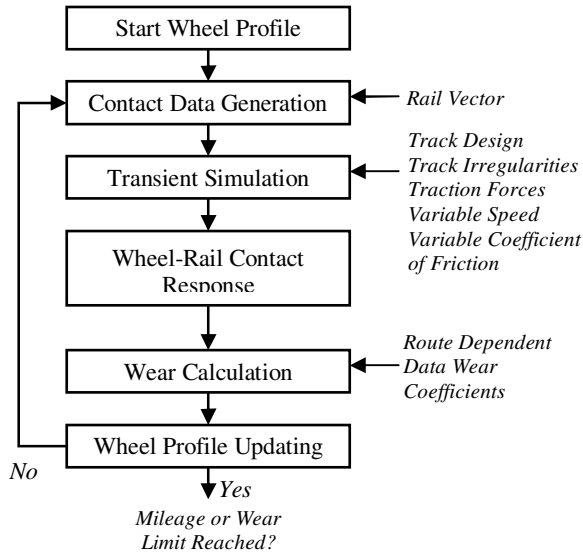 Start Wheel Profile
Contact Data Generation
Rail Vector
Transient Simulation
Track Design
Track Irregularities
Traction Forces
Variable Speed
Variable Coefficient
of Friction
Wheel-Rail Contact
Response
Wear Calculation
Route Dependent
Data Wear
Coefficients
Wheel Profile Updating
No
Yes
Mileage or Wear
Limit Reached?